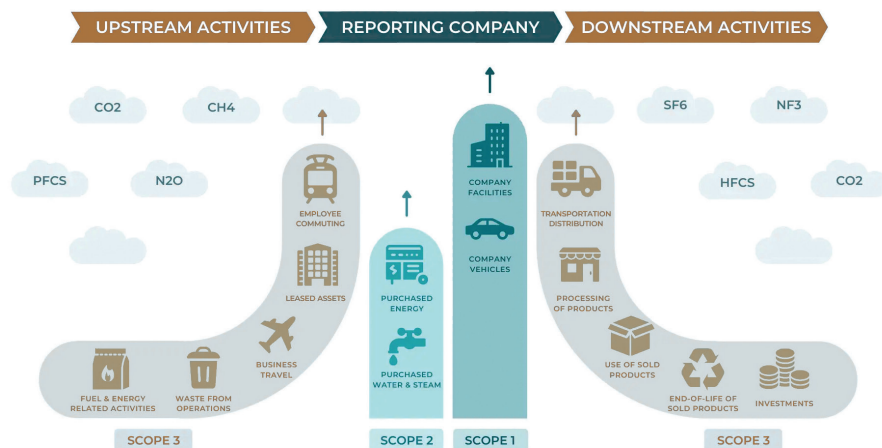 UPSTREAM ACTIVITIES
REPORTING COMPANY
DOWNSTREAM ACTIVITIES
CO2
CH4
SF6
NF3
PFCS
N2O
HFCS
CO2
EMPLOYEE
COMMUTING
LEASED ASSETS
BUSINESS
TRAVEL
WASTE FROM
OPERATIONS
FUEL & ENERGY
RELATED ACTIVITIES
PURCHASED
ENERGY
PURCHASED
WATER & STEAM
COMPANY
FACILITIES
COMPANY
VEHICLES
TRANSPORTATION
DISTRIBUTION
PROCESSING
OF PRODUCTS
USE OF SOLD
PRODUCTS
END-OF-LIFE OF
SOLD PRODUCTS
INVESTMENTS
SCOPE 3
SCOPE 2
SCOPE 1
SCOPE 3